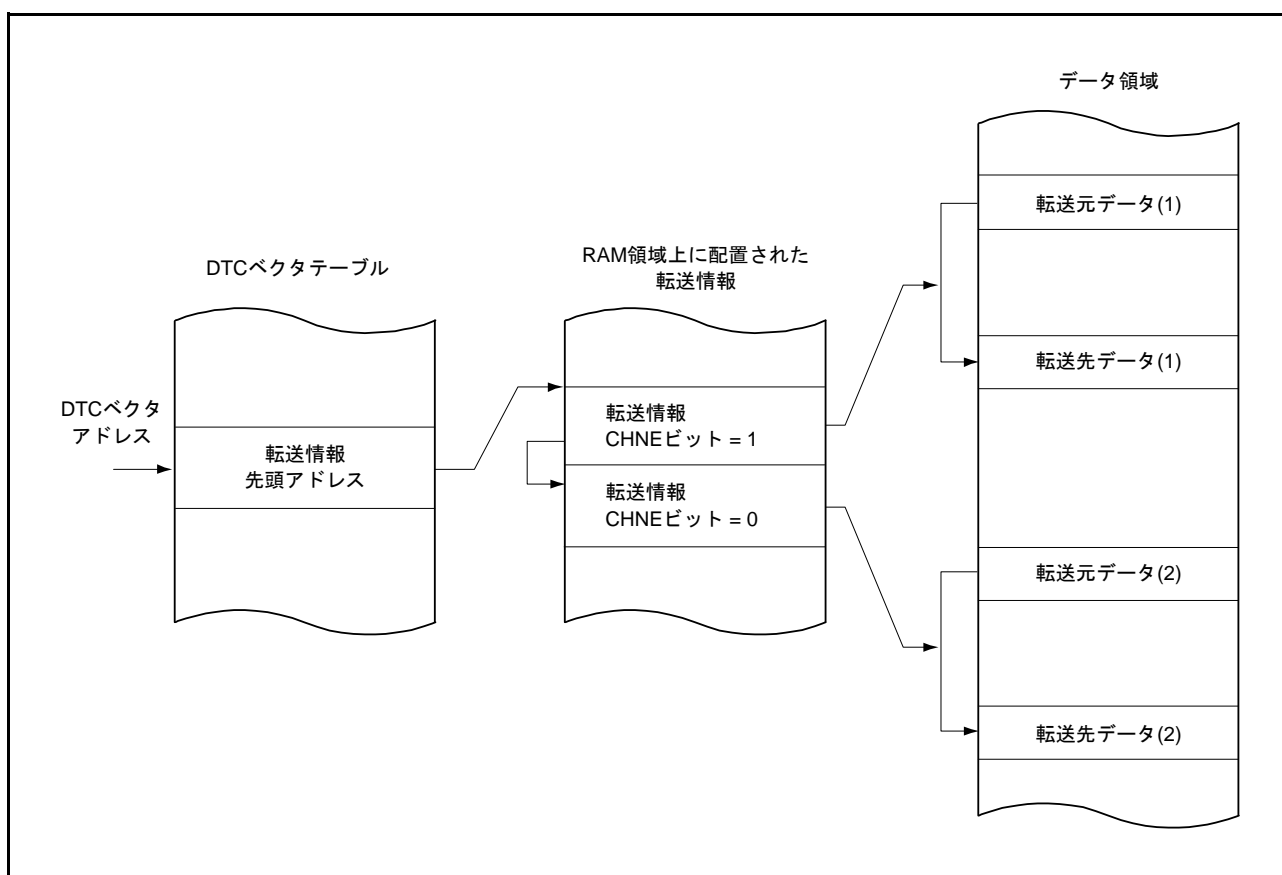 データ領域
転送元データ(1)
転送先データ(1)
転送元データ(2)
転送先データ(2)
RAM領域上に配置された
転送情報
転送情報
CHNEビット = 1
転送情報
CHNEビット = 0
DTCベクタテーブル
転送情報
先頭アドレス
DTCベクタ
アドレス